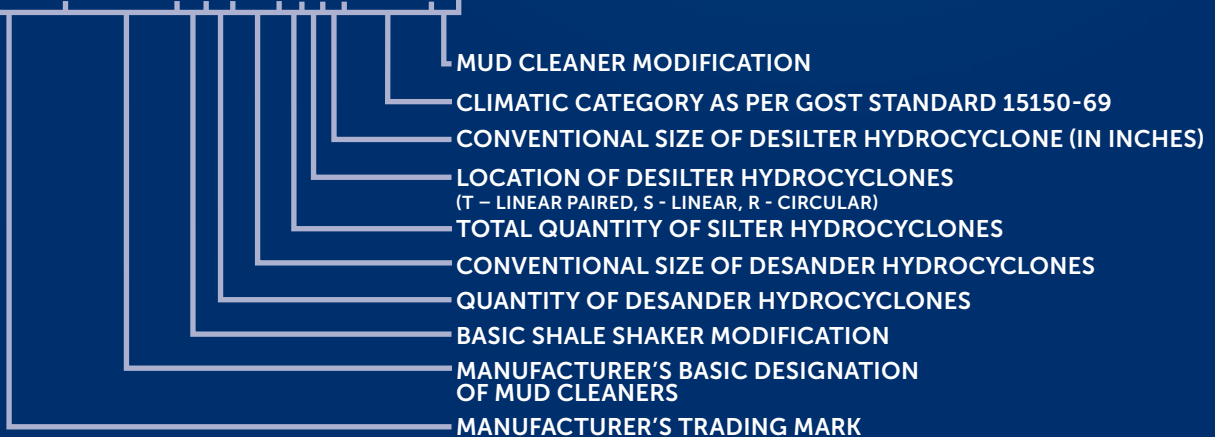 MUD CLEANER MODIFICATION
CLIMATIC CATEGORY AS PER GOST STANDARD 15150-69
CONVENTIONAL SIZE OF DESILTER HYDROCYCLONE (IN INCHES)
LOCATION OF DESILTER HYDROCYCLONES
(T – LINEAR PAIRED, S - LINEAR, R - CIRCULAR)
TOTAL QUANTITY OF SILTER HYDROCYCLONES
CONVENTIONAL SIZE OF DESANDER HYDROCYCLONES
QUANTITY OF DESANDER HYDROCYCLONES
BASIC SHALE SHAKER MODIFICATION
MANUFACTURER'S BASIC DESIGNATION
OF MUD CLEANERS
MANUFACTURER'S TRADING MARK